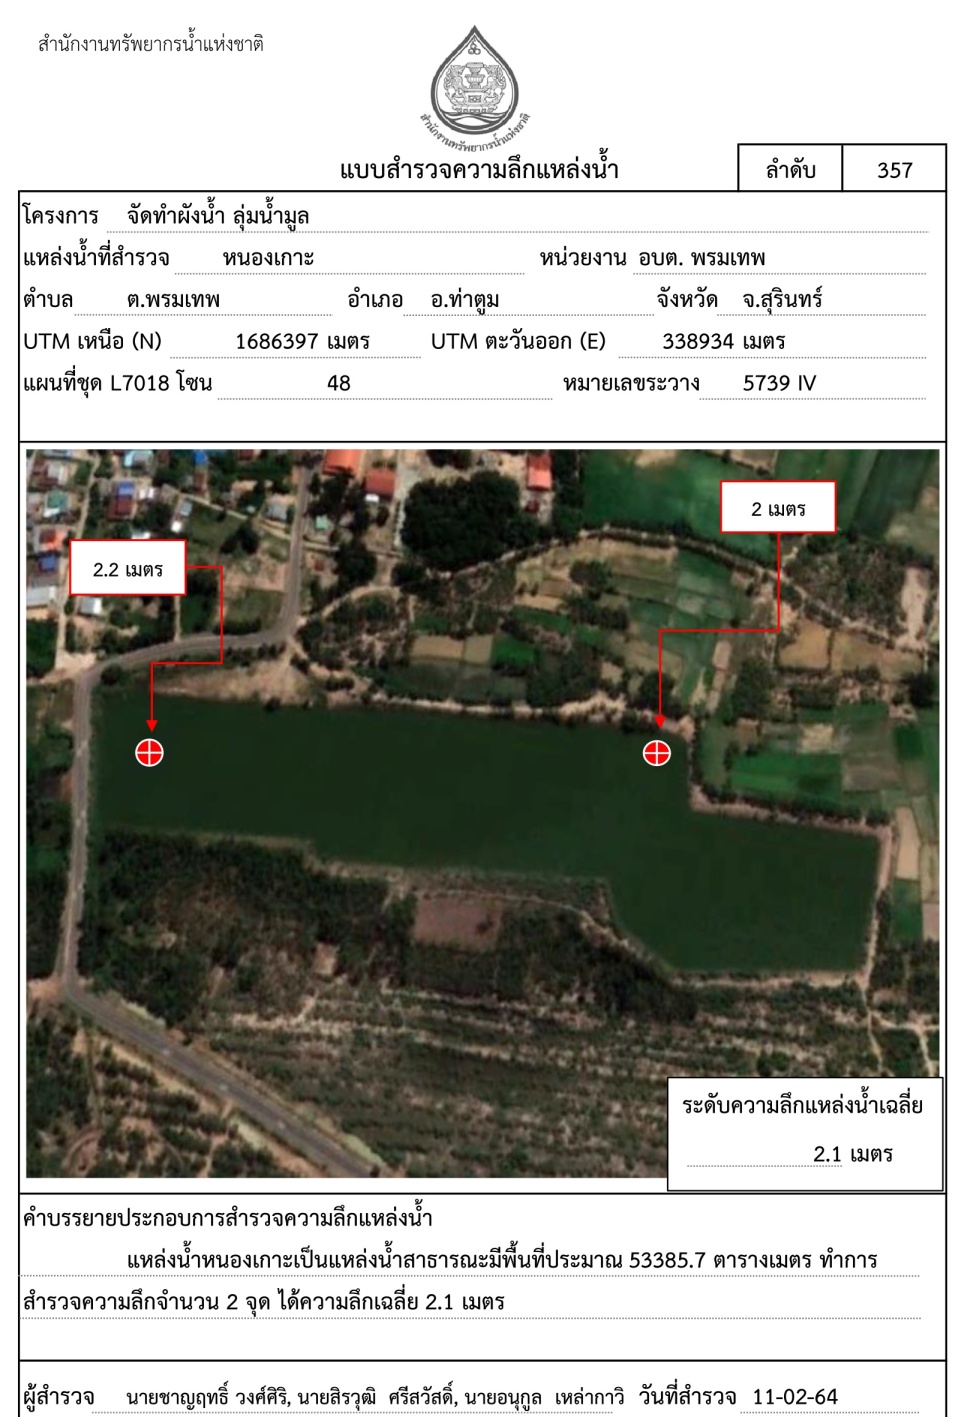 สำนักงานทรัพยากรน้ำแห่งชาติ
สำนักงานทรัพยากรน้ำแห่งชาติ
แบบสำรวจความลึกแหล่งน้ำ ลำดับ 357
โครงการ จัดทำผังน้ำ ลุ่มน้ำมูล
แหล่งน้ำที่สำรวจ หนองเกาะ หน่วยงาน อบต. พรมเทพ
ตำบล ต.พรมเทพ อำเภอ อ.ท่าตูม จังหวัด จ.สุรินทร์
UTM เหนือ (N) 1686397 เมตร UTM ตะวันออก (E) 338934 เมตร
แผนที่ชุด L7018 โซน 48 หมายเลขระวาง 5739 IV
2 เมตร
2.2 เมตร
ระดับความลึกแหล่งน้ำเฉลี่ย
2.1 เมตร
คำบรรยายประกอบการสำรวจความลึกแหล่งน้ำ
แหล่งน้ำหนองเกาะเป็นแหล่งน้ำสาธารณะมีพื้นที่ประมาณ 53385.7 ตารางเมตร ทำการ
สำรวจความลึกจำนวน 2 จุด ได้ความลึกเฉลี่ย 2.1 เมตร
ผู้สำรวจ นายชาญฤทธิ์ วงศ์ศิริ, นายสิรวุฒิ ศรีสวัสดิ์, นายอนุกูล เหล่ากาวิ วันที่สำรวจ 11-02-64